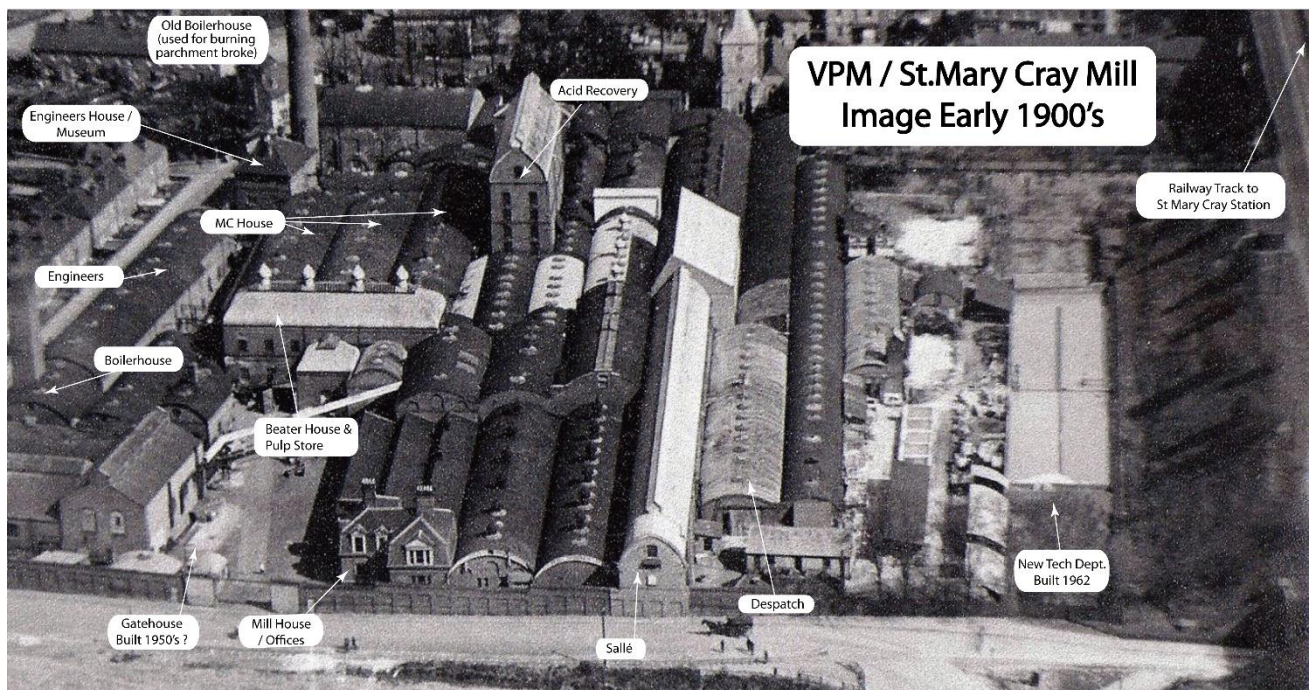 Old Boilerhouse
(used for burning
parchment broke)
VPM / St.Mary Cray Mill
Image Early 1900's
Acid Recovery
Engineers House /
Museum
Railway Track to
St Mary Cray Station
MC House
Engineers
Boilerhouse
Beater House &
Pulp Store
New Tech Dept.
Built 1962
Despatch
Gatehouse
Built 1950's ?
Mill House
/ Offices
Sallé